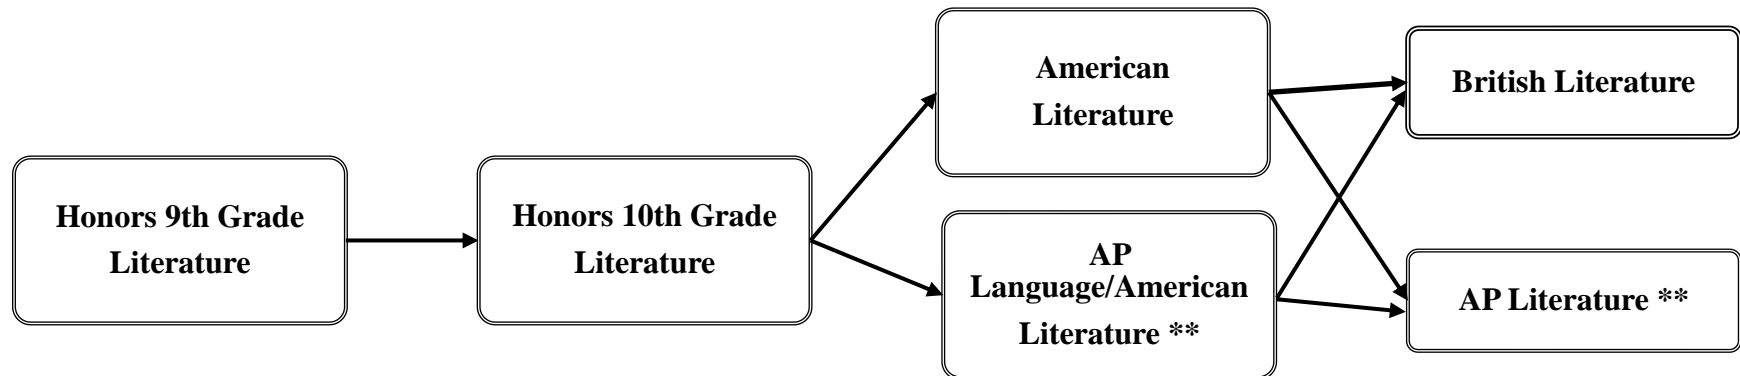 Honors 9th Grade
Literature
Honors 10th Grade
Literature
American
Literature
AP
Language/American
Literature **
British Literature
AP Literature **